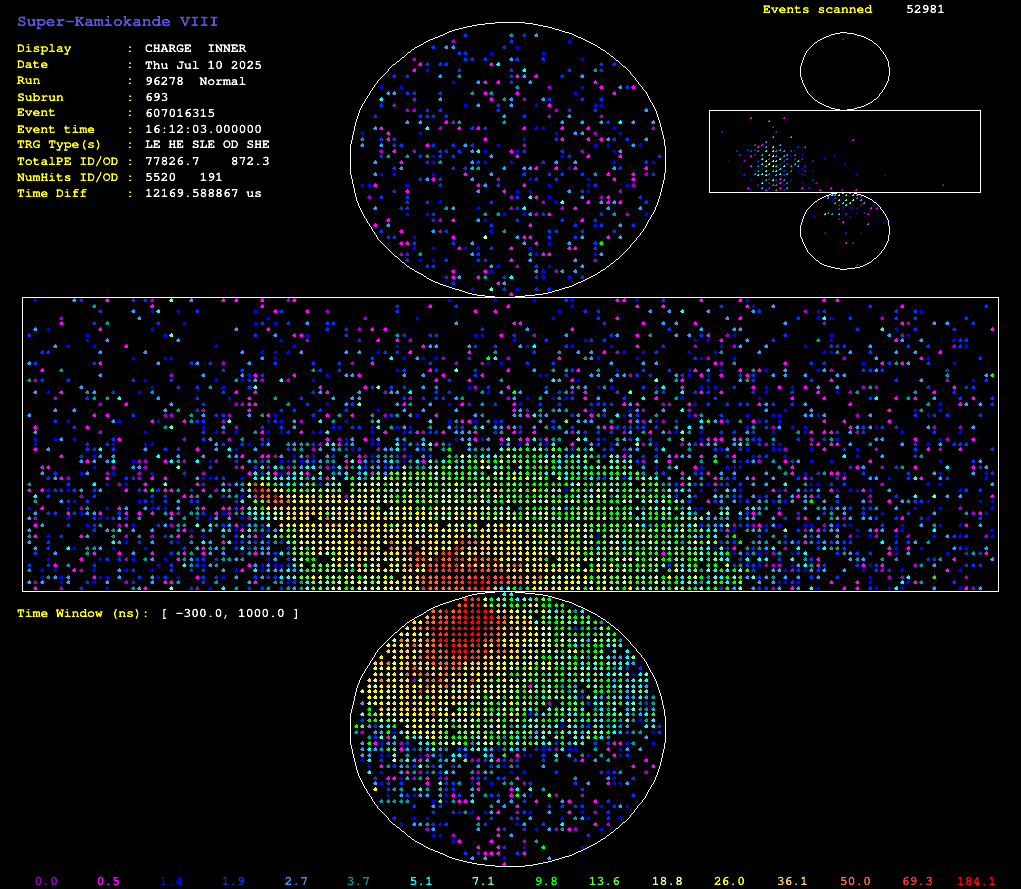 Super-Kamiokande VIII
Events scanned 52981
Display : CHARGE INNER
Date : Thu Jul 10 2025
Run : 96278 Normal
Subrun : 693
Event : 607016315
Event time : 16:12:03.000000
TRG Type(s) : LE HE SLE OD SHE
TotalPE ID/OD : 77826.7 872.3
NumHits ID/OD : 5520 191
Time Diff : 12169.588867 us
Time Window (ns): [ -300.0, 1000.0 ]
0.0 0.5 1.4 1.9 2.7 3.7 5.1 7.1 9.8 13.6 18.8 26.0 36.1 50.0 69.3 184.1